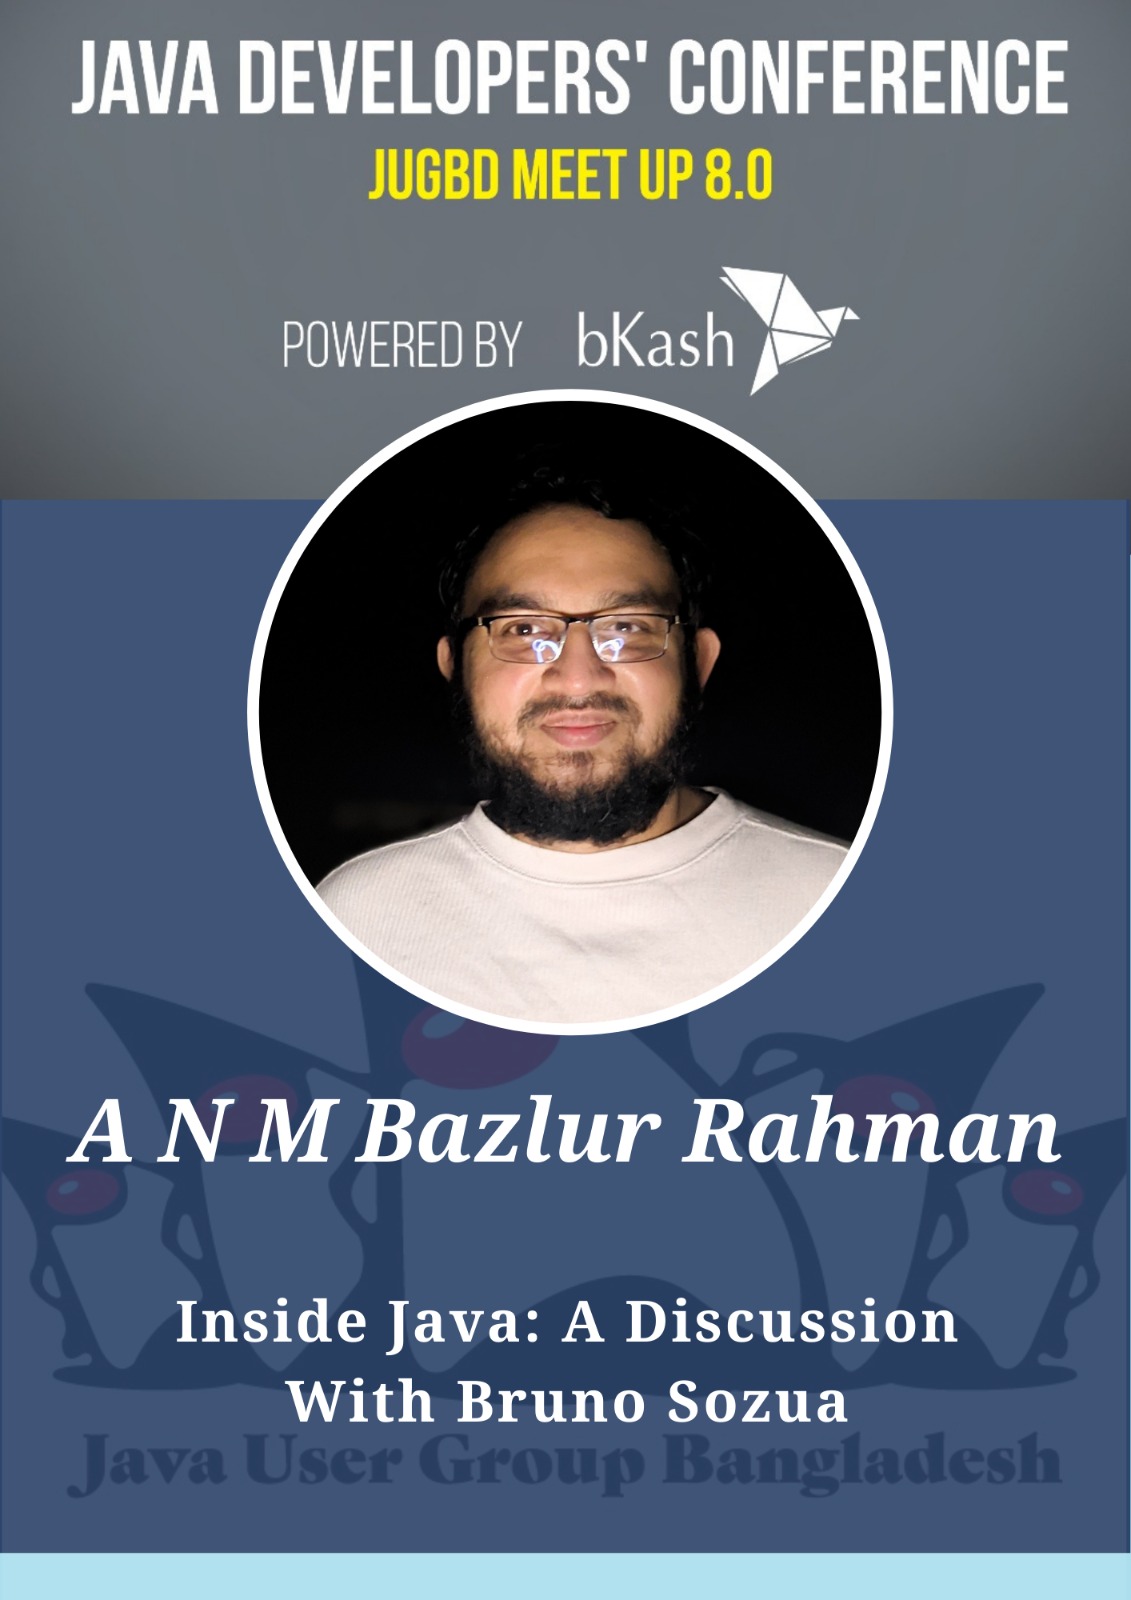 JAVA DEVELOPERS' CONFERENCE
JUGBD MEET UP 8.0
POWERED BY bKash
A N M Bazlur Rahman
Inside Java: A Discussion
With Bruno Sozua
Java User Group Bangladesh